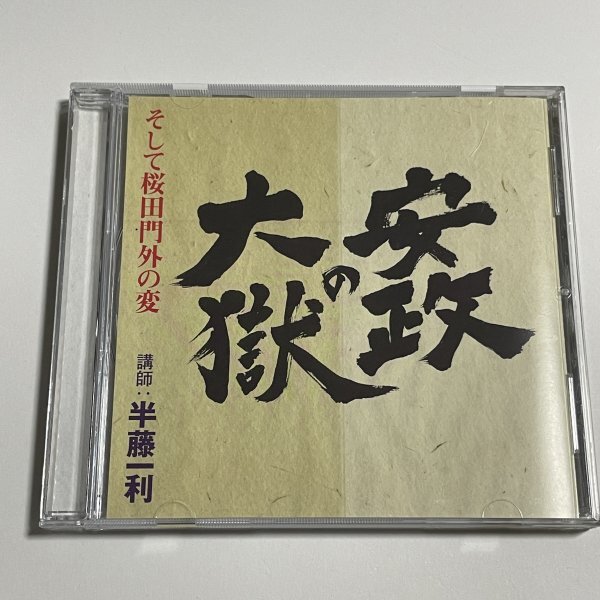 安政の
大獄
そして桜田門外の変
講師：半藤一利